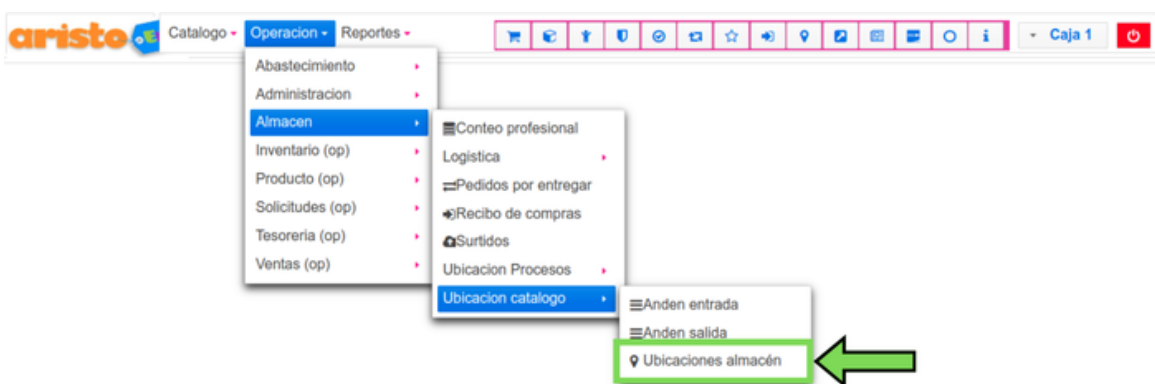 aristo
Catalogo
Operacion
Reportes
Caja 1
Abastecimiento
Administracion
Almacen
Inventario (op)
Producto (op)
Solicitudes (op)
Tesoreria (op)
Ventas (op)
Conteo profesional
Logistica
Pedidos por entregar
Recibo de compras
Surtidos
Ubicacion Procesos
Ubicacion catalogo
Anden entrada
Anden salida
Ubicaciones almacén